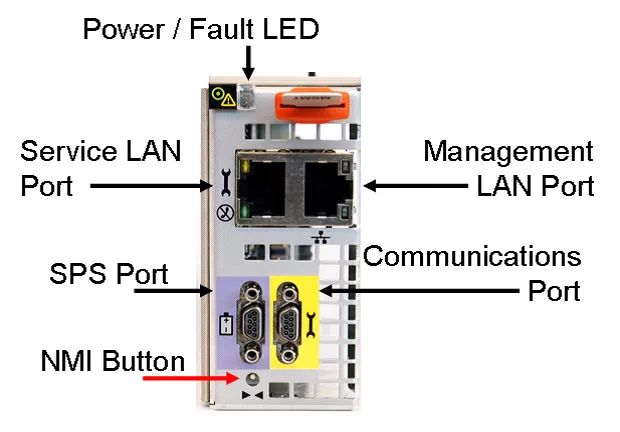 Power / Fault LED
Service LAN
Port
Management
LAN Port
SPS Port
Communications
Port
NMI Button